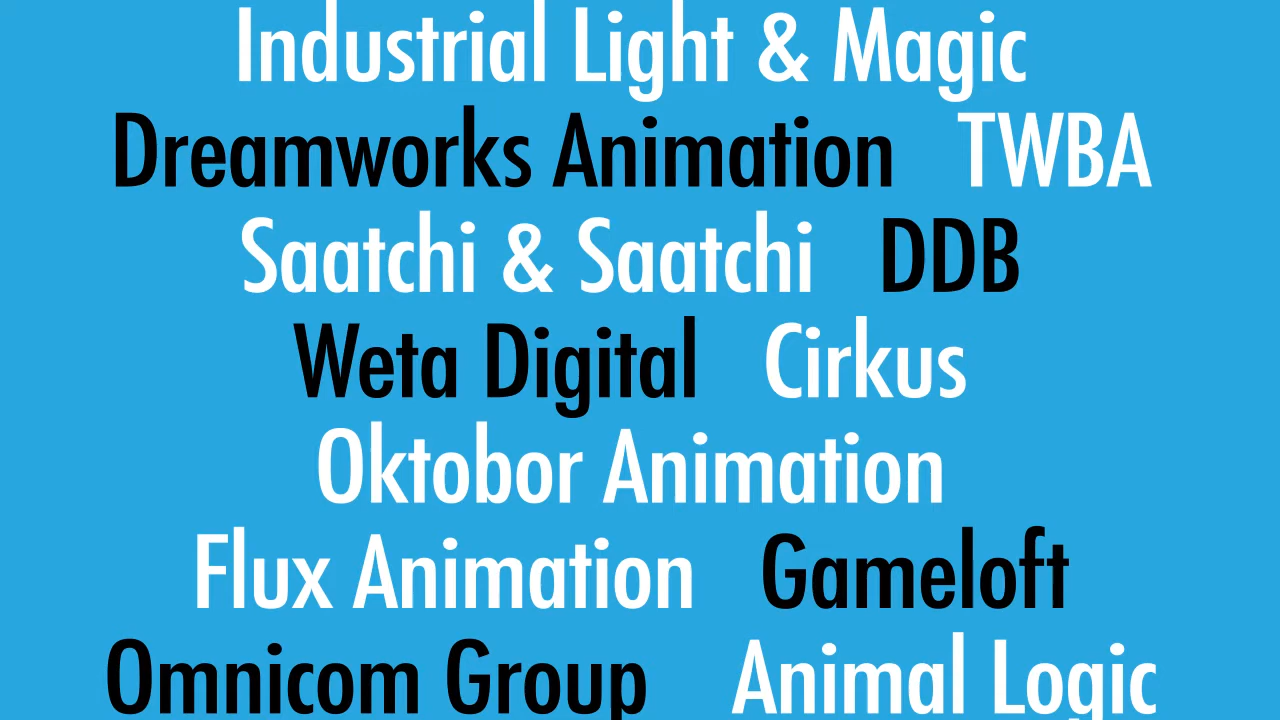 Industrial Light & Magic
Dreamworks Animation TWBA
Saatchi & Saatchi DDB
Weta Digital Cirkus
Oktobor Animation
Flux Animation Gameloft
Omnicom Group Animal Logic